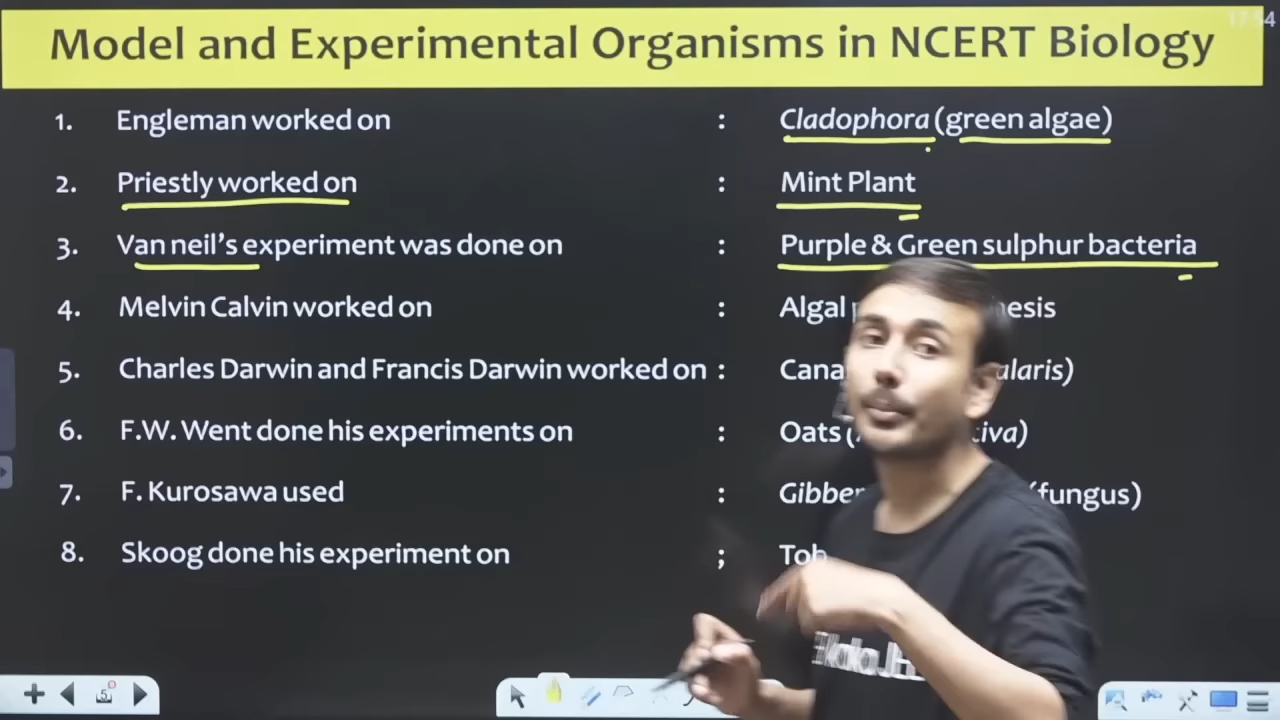 17:54
Model and Experimental Organisms in NCERT Biology
1. Engleman worked on : Cladophora (green algae)
2. Priestly worked on : Mint Plant
3. Van neil's experiment was done on : Purple & Green sulphur bacteria
4. Melvin Calvin worked on : Algal
5. Charles Darwin and Francis Darwin worked on :
6. F.W. Went done his experiments on : Oats
7. F. Kurosawa used : (fungus)
8. Skoog done his experiment on ;
5